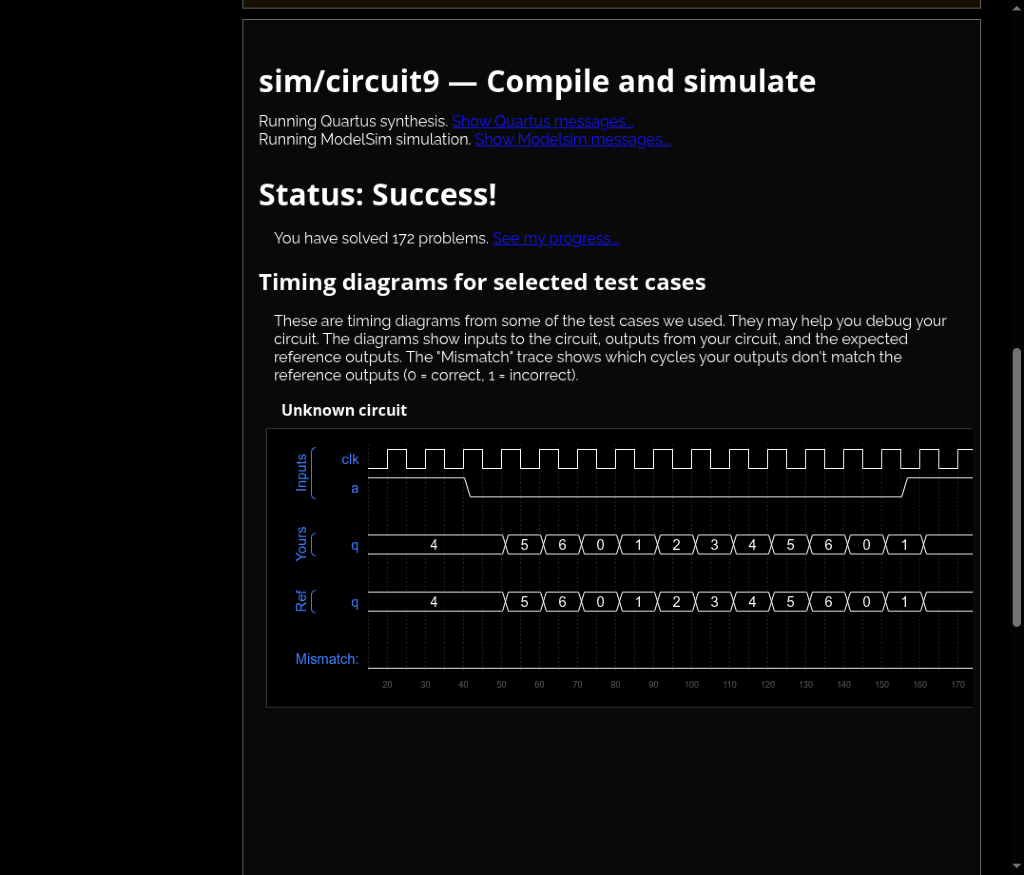 sim/circuit9 — Compile and simulate
Running Quartus synthesis. Show Quartus messages...
Running ModelSim simulation. Show Modelsim messages...
Status: Success!
You have solved 172 problems. See my progress...
Timing diagrams for selected test cases
These are timing diagrams from some of the test cases we used. They may help you debug your
circuit. The diagrams show inputs to the circuit, outputs from your circuit, and the expected
reference outputs. The "Mismatch" trace shows which cycles your outputs don't match the
reference outputs (0 = correct, 1 = incorrect).
Unknown circuit
Inputs
clk
a
Yours
q 4 5 6 0 1 2 3 4 5 6 0 1
Ref
q 4 5 6 0 1 2 3 4 5 6 0 1
Mismatch:
20 30 40 50 60 70 80 90 100 110 120 130 140 150 160 170